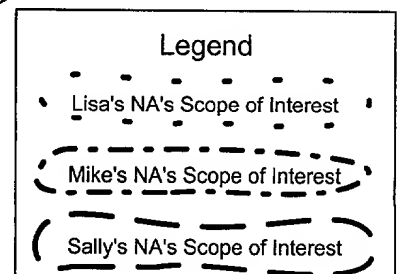 Legend
Lisa's NA's Scope of Interest
Mike's NA's Scope of Interest
Sally's NA's Scope of Interest